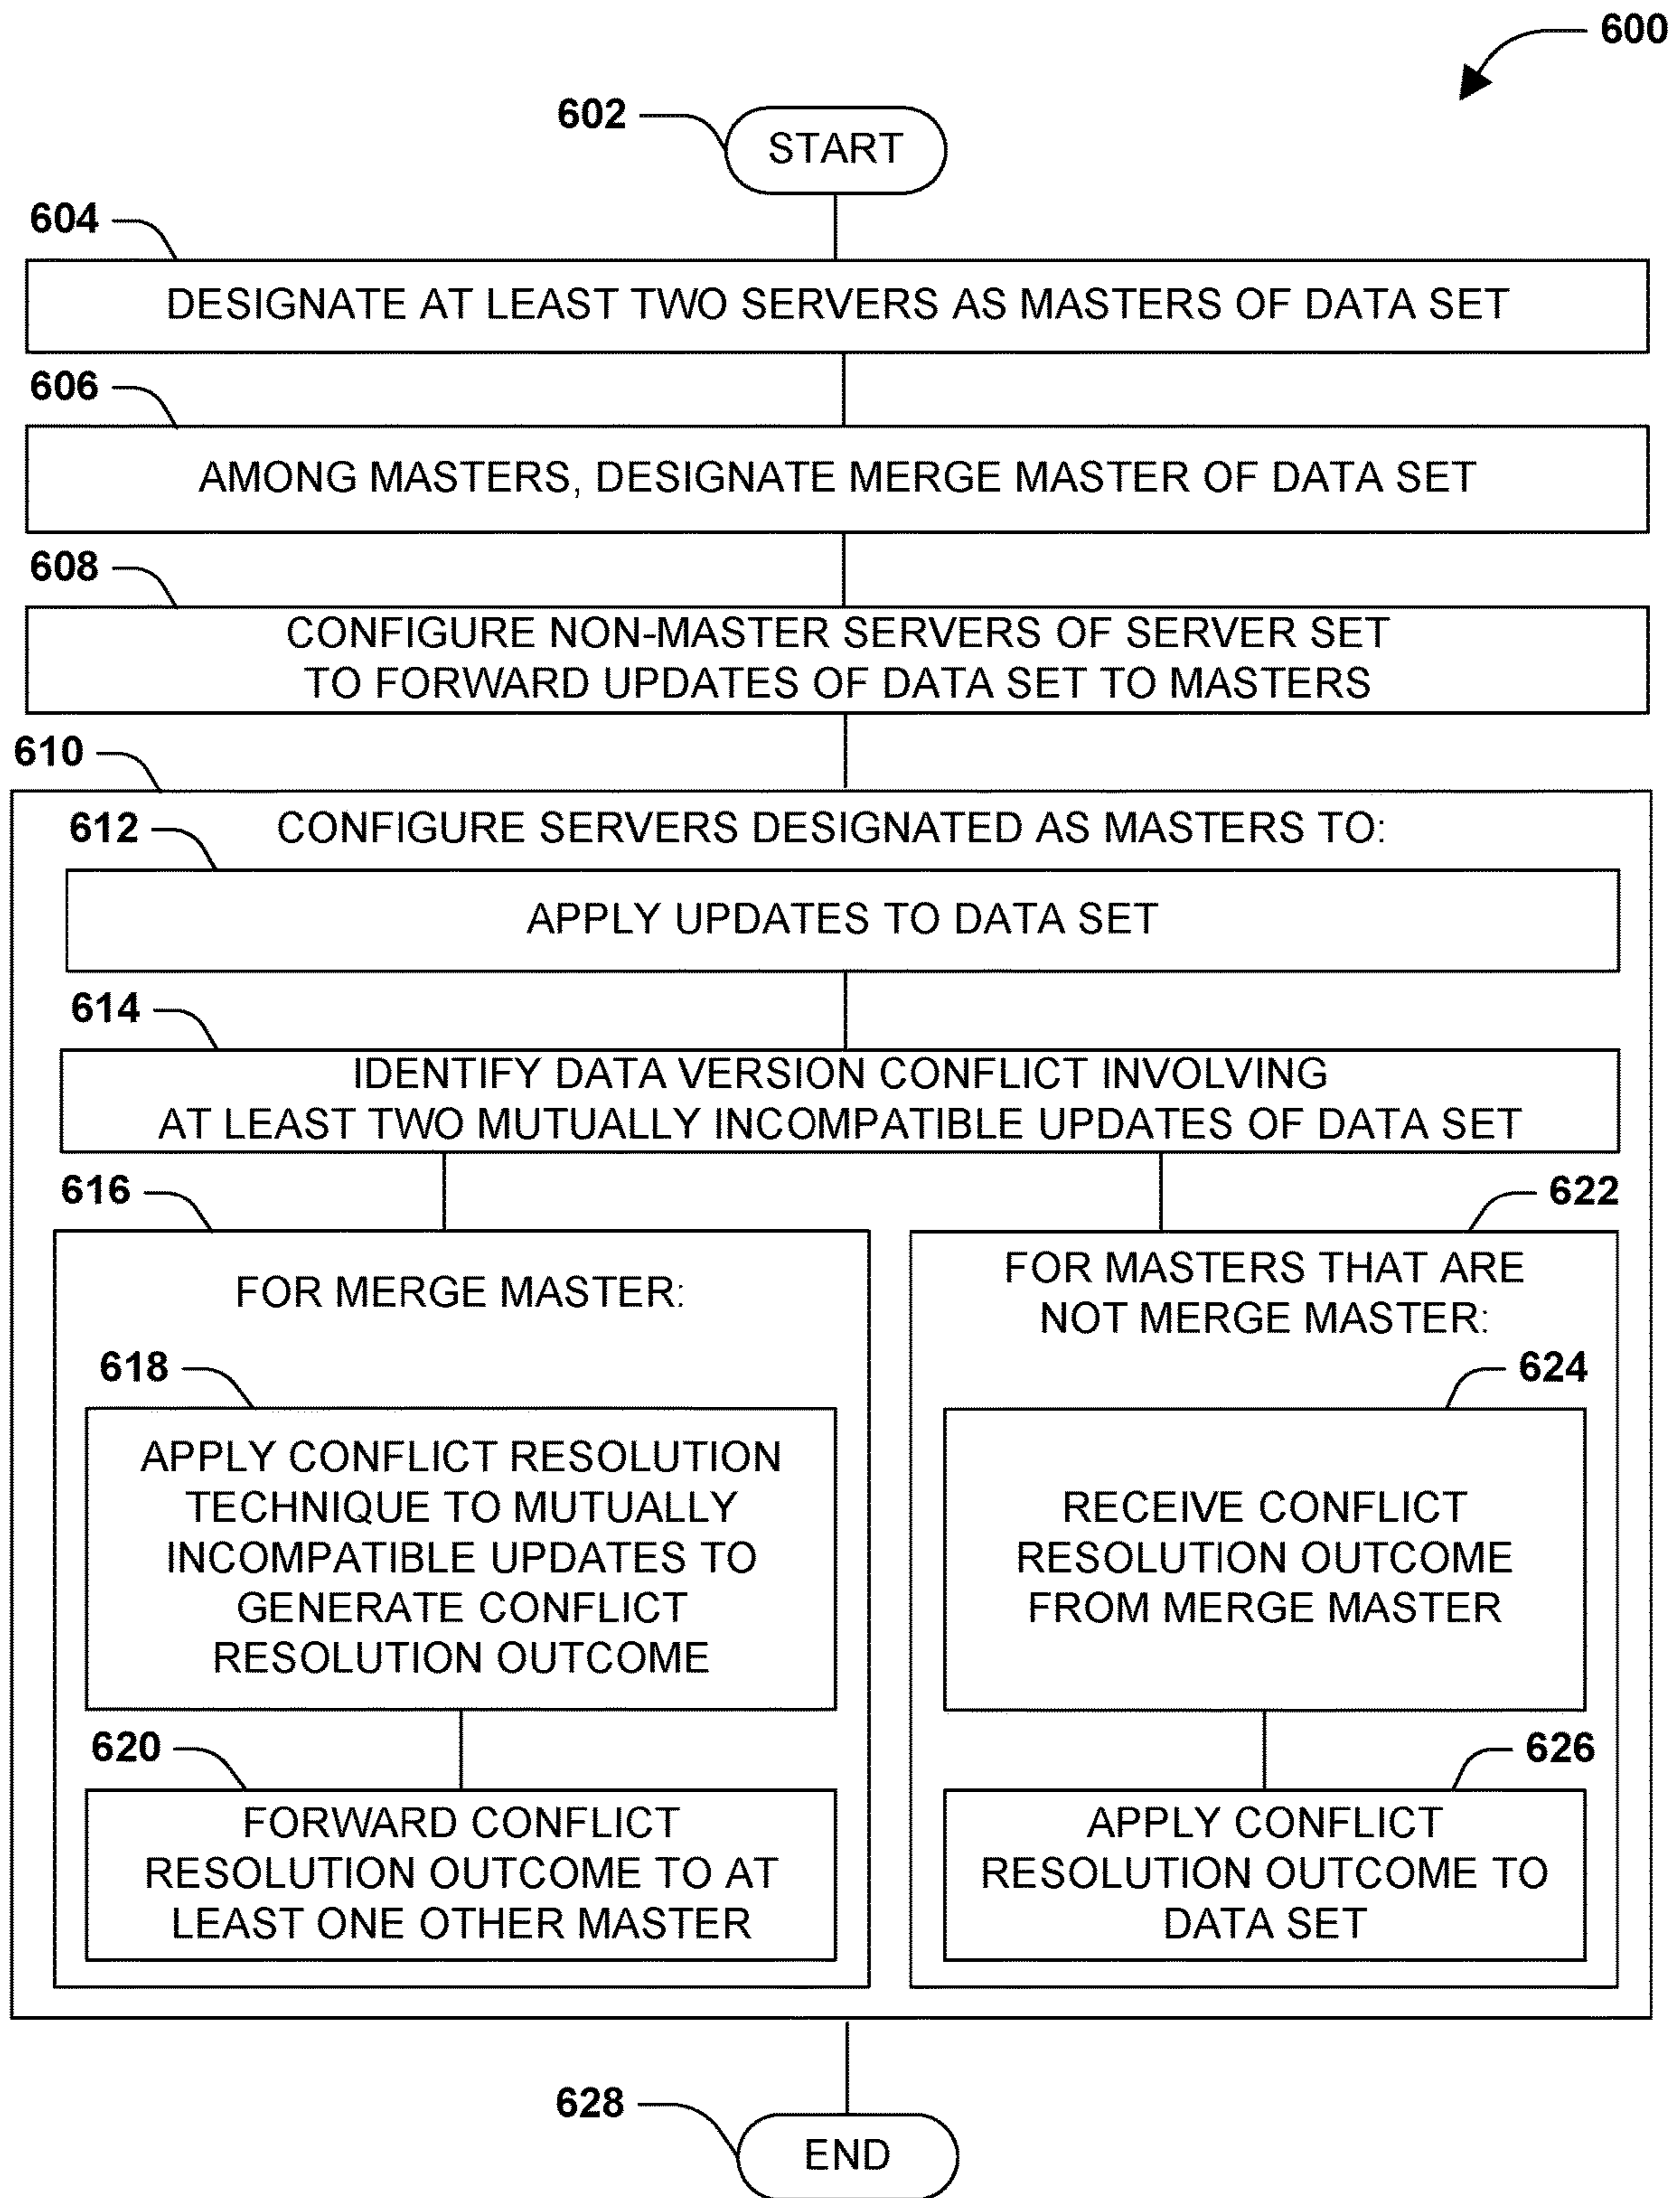 600
602
START
604
DESIGNATE AT LEAST TWO SERVERS AS MASTERS OF DATA SET
606
AMONG MASTERS, DESIGNATE MERGE MASTER OF DATA SET
608
CONFIGURE NON-MASTER SERVERS OF SERVER SET
TO FORWARD UPDATES OF DATA SET TO MASTERS
610
CONFIGURE SERVERS DESIGNATED AS MASTERS TO:
612
APPLY UPDATES TO DATA SET
614
IDENTIFY DATA VERSION CONFLICT INVOLVING
AT LEAST TWO MUTUALLY INCOMPATIBLE UPDATES OF DATA SET
616
FOR MERGE MASTER:
618
APPLY CONFLICT RESOLUTION
TECHNIQUE TO MUTUALLY
INCOMPATIBLE UPDATES TO
GENERATE CONFLICT
RESOLUTION OUTCOME
620
FORWARD CONFLICT
RESOLUTION OUTCOME TO AT
LEAST ONE OTHER MASTER
622
FOR MASTERS THAT ARE
NOT MERGE MASTER:
624
RECEIVE CONFLICT
RESOLUTION OUTCOME
FROM MERGE MASTER
626
APPLY CONFLICT
RESOLUTION OUTCOME TO
DATA SET
628
END